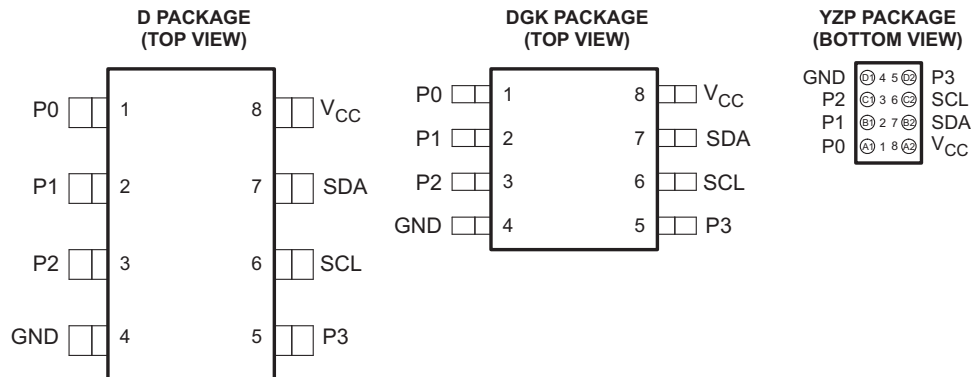 D PACKAGE
(TOP VIEW)
P0 1 8 VCC
P1 2 7 SDA
P2 3 6 SCL
GND 4 5 P3
DGK PACKAGE
(TOP VIEW)
P0 1 8 VCC
P1 2 7 SDA
P2 3 6 SCL
GND 4 5 P3
YZP PACKAGE
(BOTTOM VIEW)
GND D1 4 5 D2 P3
P2 C1 3 6 C2 SCL
P1 B1 2 7 B2 SDA
P0 A1 1 8 A2 VCC